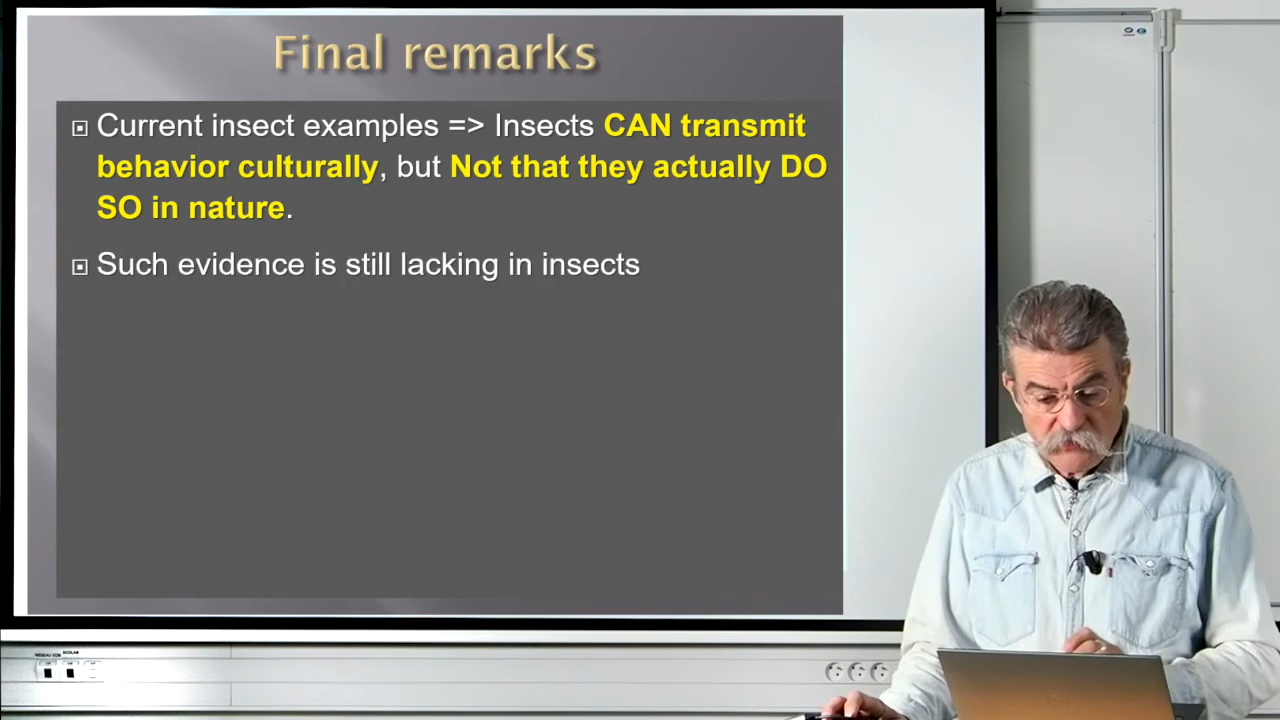 Final remarks
Current insect examples => Insects CAN transmit
behavior culturally, but Not that they actually DO
SO in nature.
Such evidence is still lacking in insects